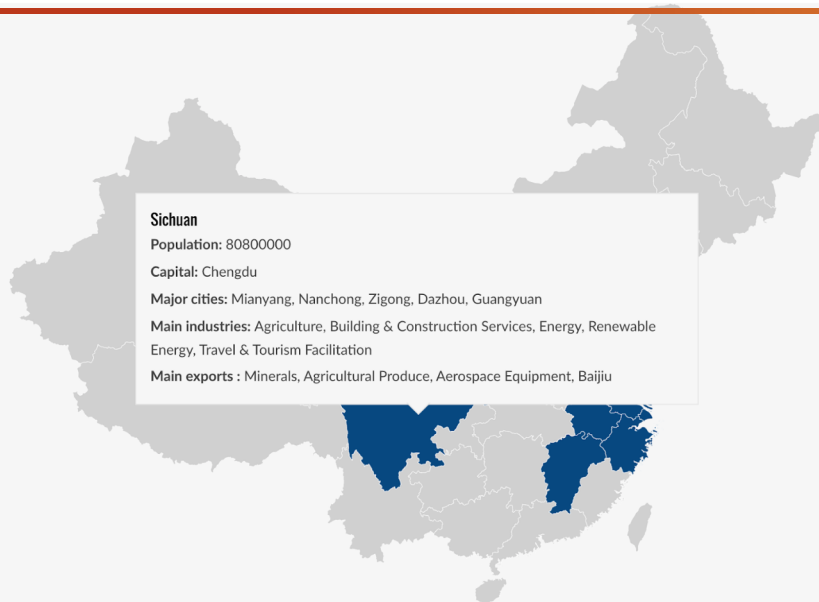 Sichuan
Population: 80800000
Capital: Chengdu
Major cities: Mianyang, Nanchong, Zigong, Dazhou, Guangyuan
Main industries: Agriculture, Building & Construction Services, Energy, Renewable
Energy, Travel & Tourism Facilitation
Main exports : Minerals, Agricultural Produce, Aerospace Equipment, Baijiu